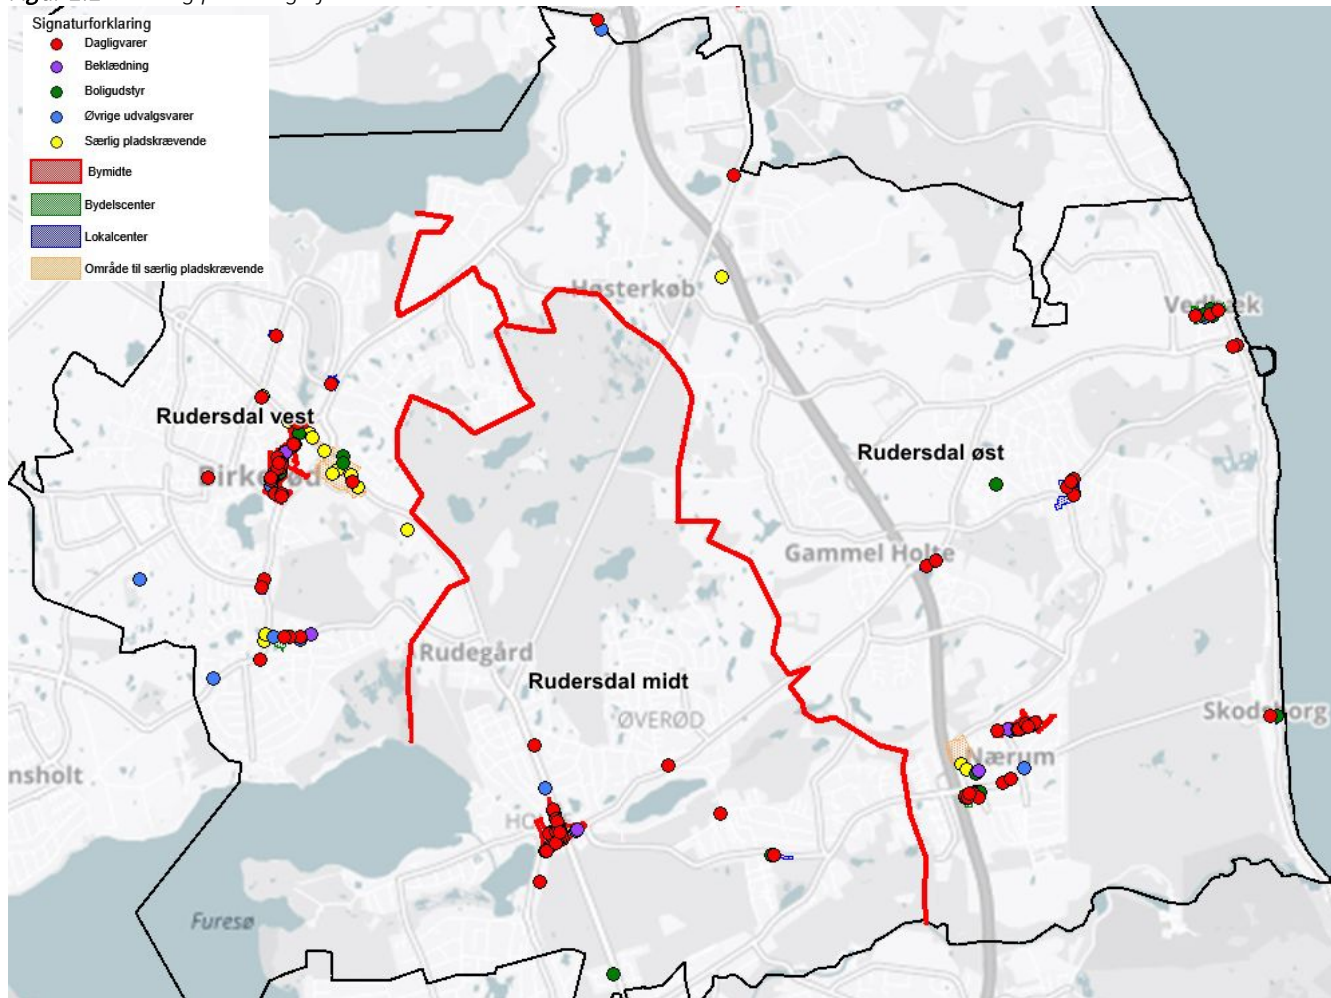 Signaturforklaring
Dagligvarer
Beklædning
Boligudstyr
Øvrige udvalgsvarer
Særlig pladskrævende
Bymidte
Bydelscenter
Lokalcenter
Område til særlig pladskrævende
Høsterkøb
Rudersdal vest
Rudersdal øst
Gammel Holte
Rudegård
Rudersdal midt
ØVERØD
Nærum
nsholt
Furesø